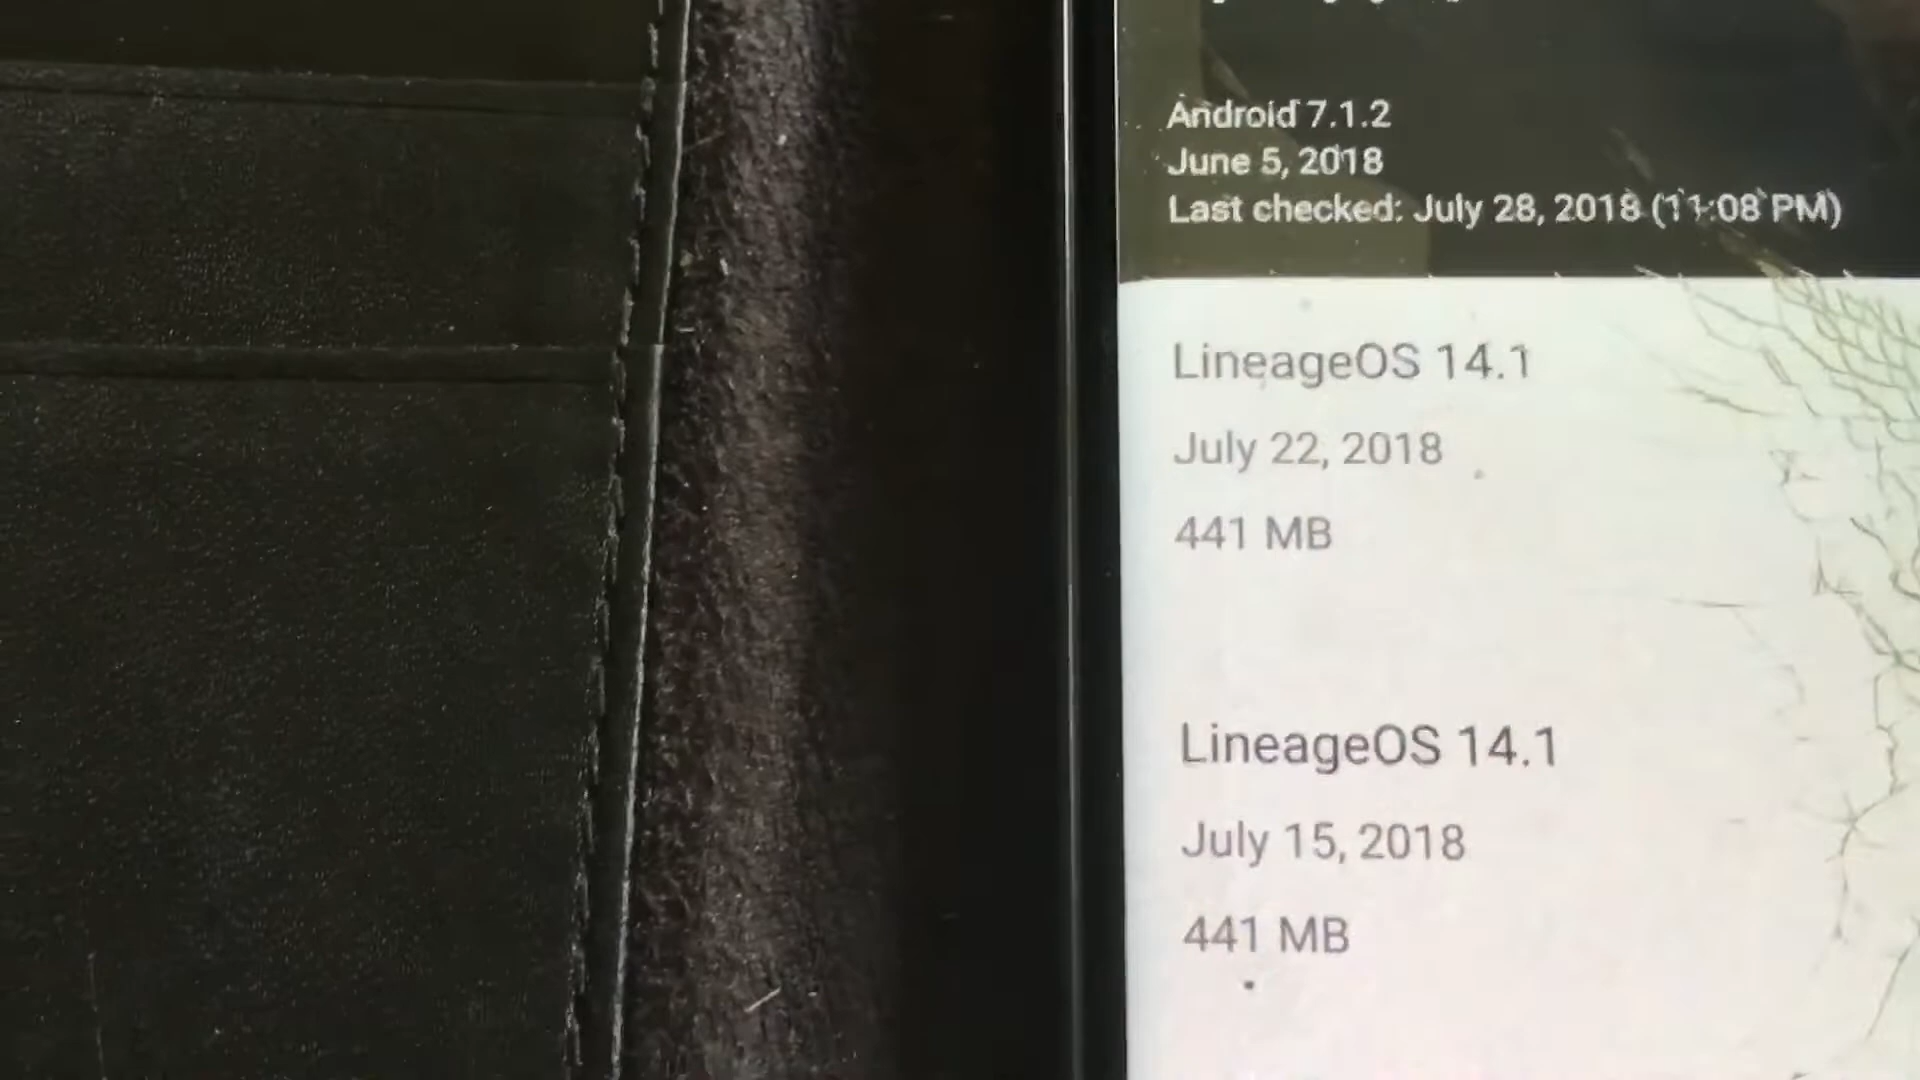 Android 7.1.2
June 5, 2018
Last checked: July 28, 2018 (11:08 PM)
LineageOS 14.1
July 22, 2018
441 MB
LineageOS 14.1
July 15, 2018
441 MB